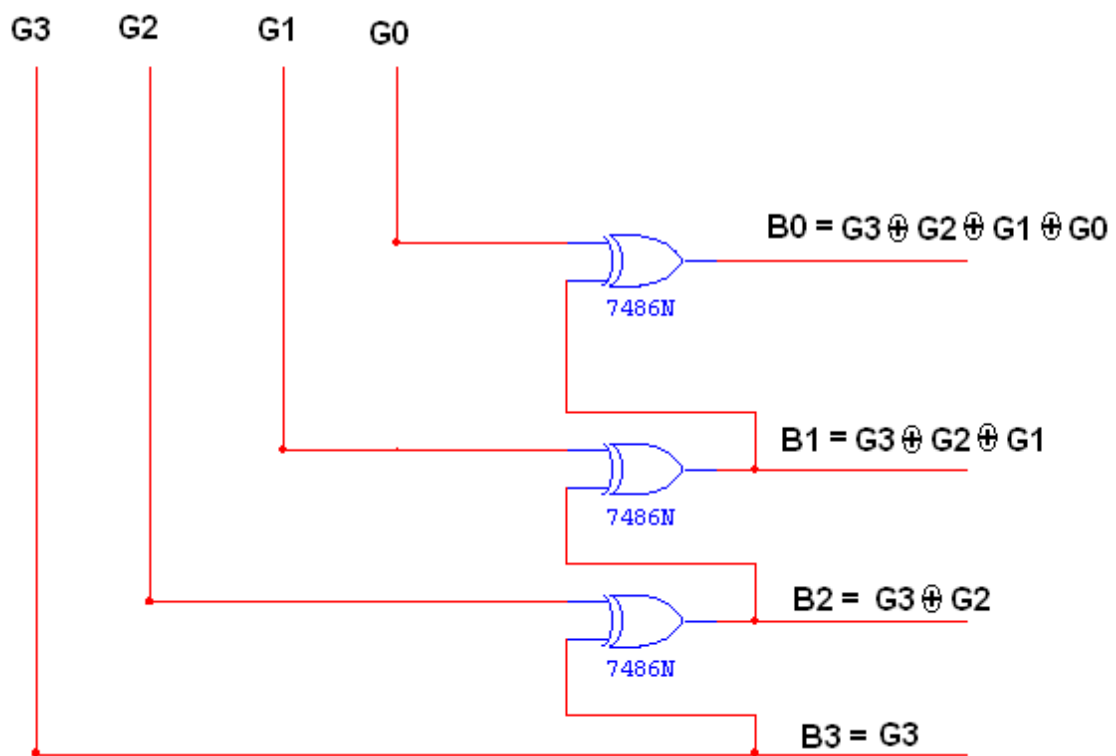 G3 G2 G1 G0
B0 = G3 ⊕ G2 ⊕ G1 ⊕ G0
7486N
B1 = G3 ⊕ G2 ⊕ G1
7486N
B2 = G3 ⊕ G2
7486N
B3 = G3